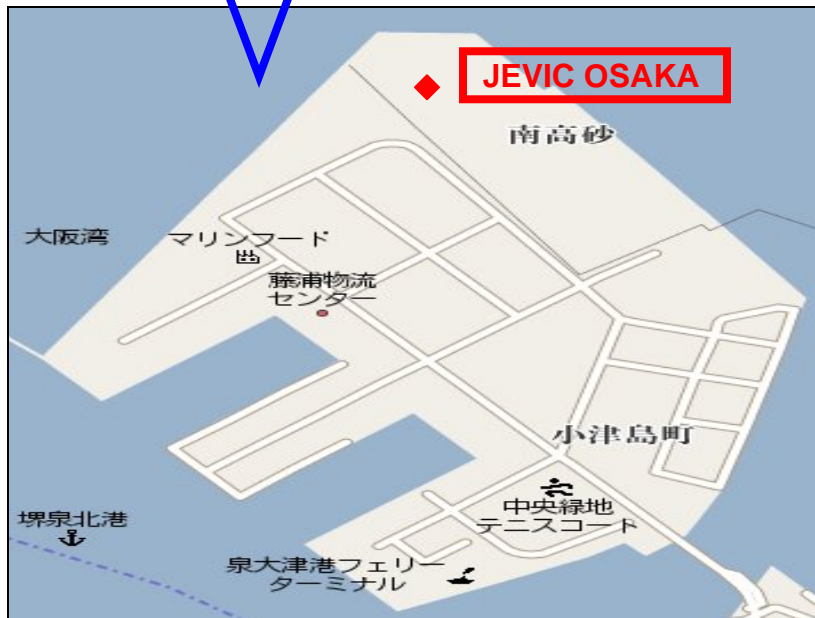 JEVIC OSAKA
南高砂
大阪湾
マリンフード
藤浦物流
センター
小津島町
中央緑地
テニスコート
堺泉北港
泉大津港フェリー
ターミナル